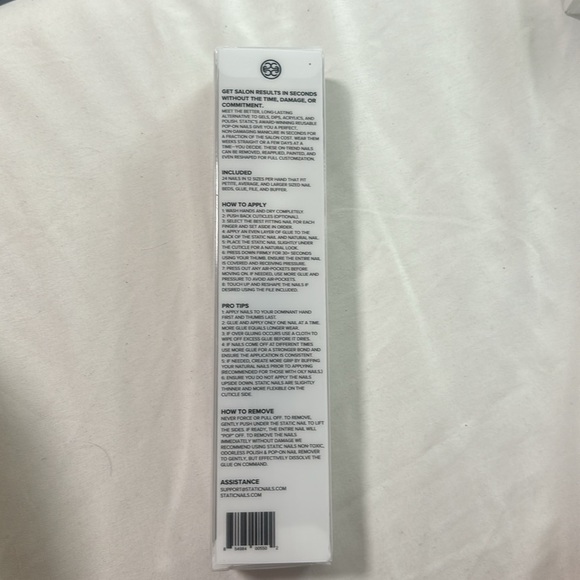 GET SALON RESULTS IN SECONDS
WITHOUT THE TIME, DAMAGE, OR
COMMITMENT.
MEET THE BETTER, LONG-LASTING
ALTERNATIVE TO GELS, DIPS, ACRYLICS, AND
POLISH. STATIC'S AWARD-WINNING REUSABLE
POP-ON NAILS GIVE YOU A PERFECT,
NON-DAMAGING MANICURE IN SECONDS FOR
A FRACTION OF THE SALON COST. WEAR THEM
WEEKS STRAIGHT OR A FEW DAYS AT A
TIME—YOU DECIDE. THESE ON TREND NAILS
CAN BE REMOVED, REAPPLIED, PAINTED, AND
EVEN RESHAPED FOR FULL CUSTOMIZATION.
INCLUDED
24 NAILS IN 12 SIZES PER HAND THAT FIT
PETITE, AVERAGE, AND LARGER SIZED NAIL
BEDS, GLUE, FILE, AND BUFFER.
HOW TO APPLY
1: WASH HANDS AND DRY COMPLETELY.
2: PUSH BACK CUTICLES (OPTIONAL).
3: SELECT THE BEST FITTING NAIL FOR EACH
FINGER AND SET ASIDE IN ORDER.
4: APPLY AN EVEN LAYER OF GLUE TO THE
BACK OF THE STATIC NAIL AND NATURAL NAIL.
5: PLACE THE STATIC NAIL SLIGHTLY UNDER
THE CUTICLE FOR A NATURAL LOOK.
6: PRESS DOWN FIRMLY FOR 30+ SECONDS
USING YOUR THUMB, ENSURE THE ENTIRE NAIL
IS COVERED AND RECEIVING PRESSURE.
7: PRESS OUT ANY AIR-POCKETS BEFORE
MOVING ON. IF NEEDED, USE MORE GLUE AND
PRESSURE TO AVOID AIR-POCKETS.
8: TOUCH UP AND RESHAPE THE NAILS IF
DESIRED USING THE FILE INCLUDED.
PRO TIPS
1: APPLY NAILS TO YOUR DOMINANT HAND
FIRST AND THUMBS LAST.
2: GLUE AND APPLY ONLY ONE NAIL AT A TIME.
MORE GLUE EQUALS LONGER WEAR.
3: IF OVER GLUING OCCURS USE A CLOTH TO
WIPE OFF EXCESS GLUE BEFORE IT DRIES.
4: IF NAILS COME OFF AT DIFFERENT TIMES
USE MORE GLUE FOR A STRONGER BOND AND
ENSURE THE APPLICATION IS CONSISTENT.
5: IF NEEDED, CREATE MORE GRIP BY BUFFING
YOUR NATURAL NAILS PRIOR TO APPLYING
RECOMMENDED FOR THOSE WITH OILY NAILS.)
6: ENSURE YOU DO NOT APPLY THE NAILS
UPSIDE DOWN. STATIC NAILS ARE SLIGHTLY
THINNER AND MORE FLEXIBLE ON THE
CUTICLE SIDE.
HOW TO REMOVE
NEVER FORCE OR PULL OFF. TO REMOVE,
GENTLY PUSH UNDER THE STATIC NAIL TO LIFT
THE SIDES. IF READY, THE ENTIRE NAIL WILL
"POP" OFF. TO REMOVE THE NAILS
IMMEDIATELY WITHOUT DAMAGE WE
RECOMMEND USING STATIC NAILS NON-TOXIC,
ODORLESS POLISH & POP-ON NAIL REMOVER
TO GENTLY, BUT EFFECTIVELY DISSOLVE THE
GLUE ON COMMAND.
ASSISTANCE
SUPPORT@STATICNAILS.COM
STATICNAILS.COM